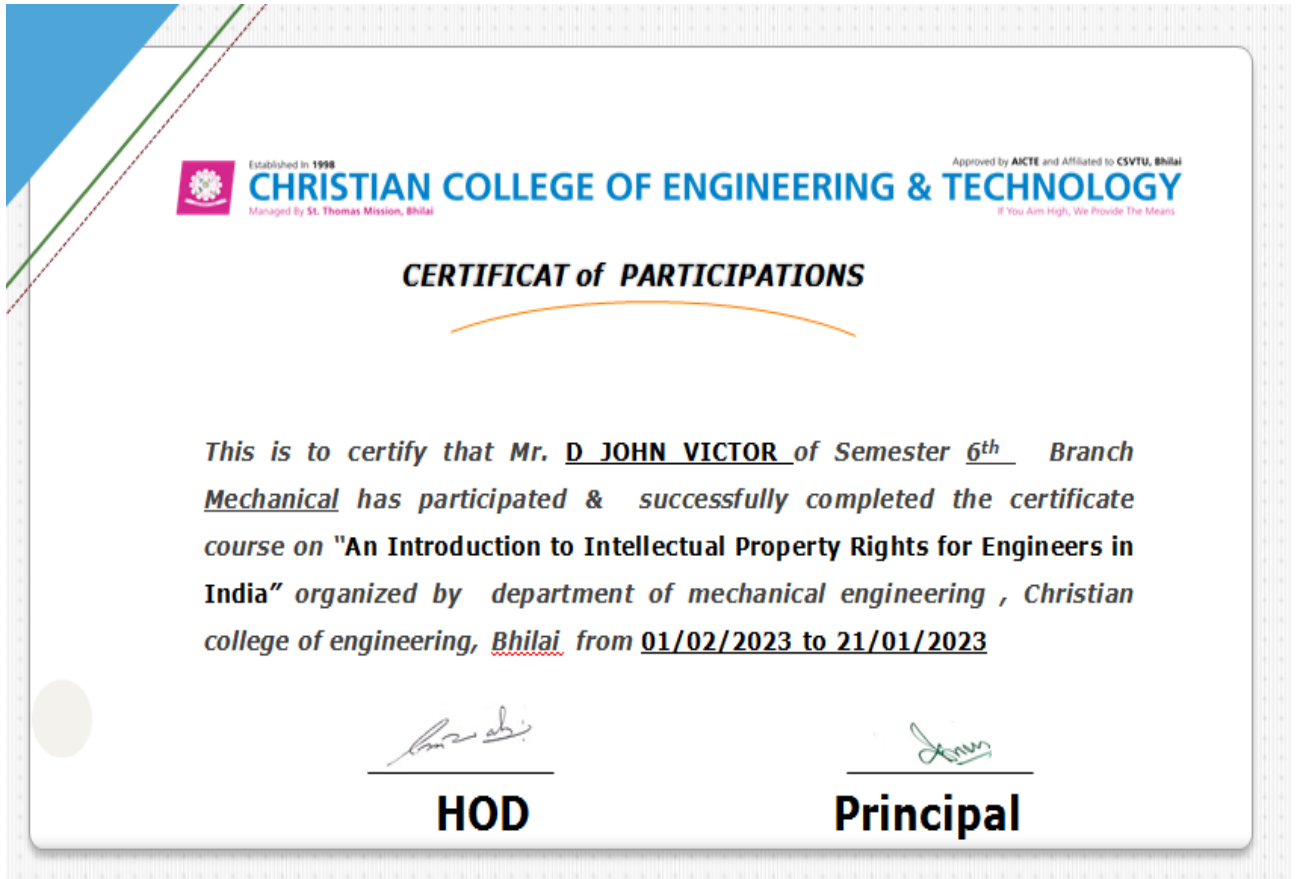 Established In 1998
Approved by AICTE and Affiliated to CSVTU, Bhilai
CHRISTIAN COLLEGE OF ENGINEERING & TECHNOLOGY
Managed By St. Thomas Mission, Bhilai
If You Aim High, We Provide The Means
CERTIFICAT of PARTICIPATIONS
This is to certify that Mr. D JOHN VICTOR of Semester 6th Branch
Mechanical has participated & successfully completed the certificate
course on "An Introduction to Intellectual Property Rights for Engineers in
India” organized by department of mechanical engineering , Christian
college of engineering, Bhilai from 01/02/2023 to 21/01/2023
HOD
Principal